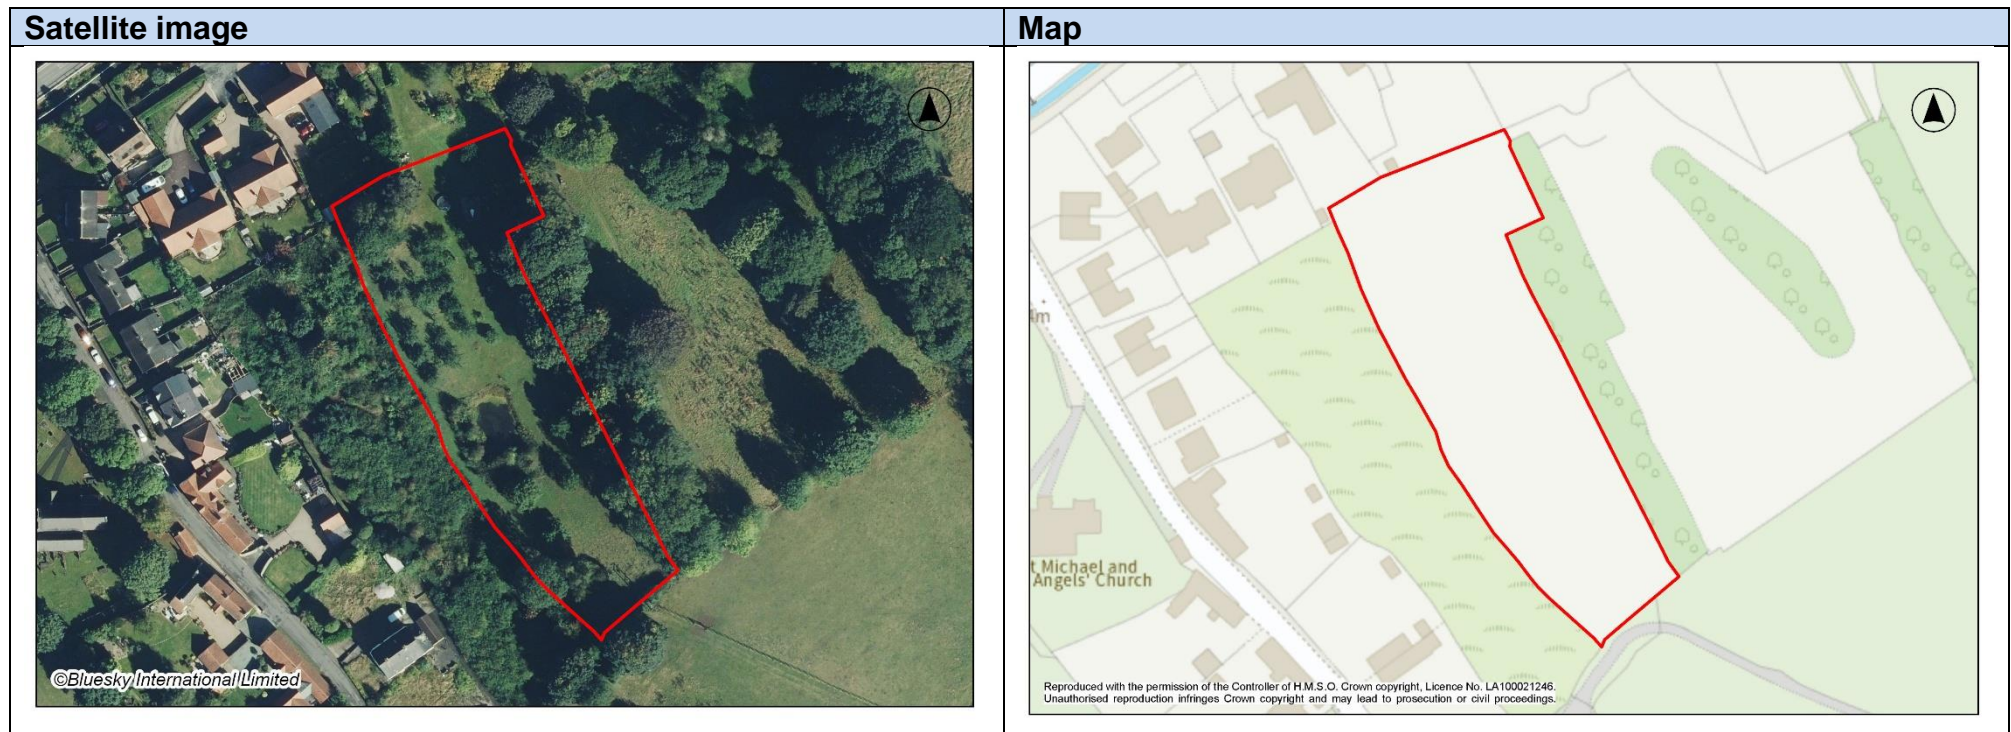 Satellite image
Map
©Bluesky International Limited
4m
t Michael and
Angels' Church
Reproduced with the permission of the Controller of H.M.S.O. Crown copyright, Licence No. LA100021246.
Unauthorised reproduction infringes Crown copyright and may lead to prosecution or civil proceedings.